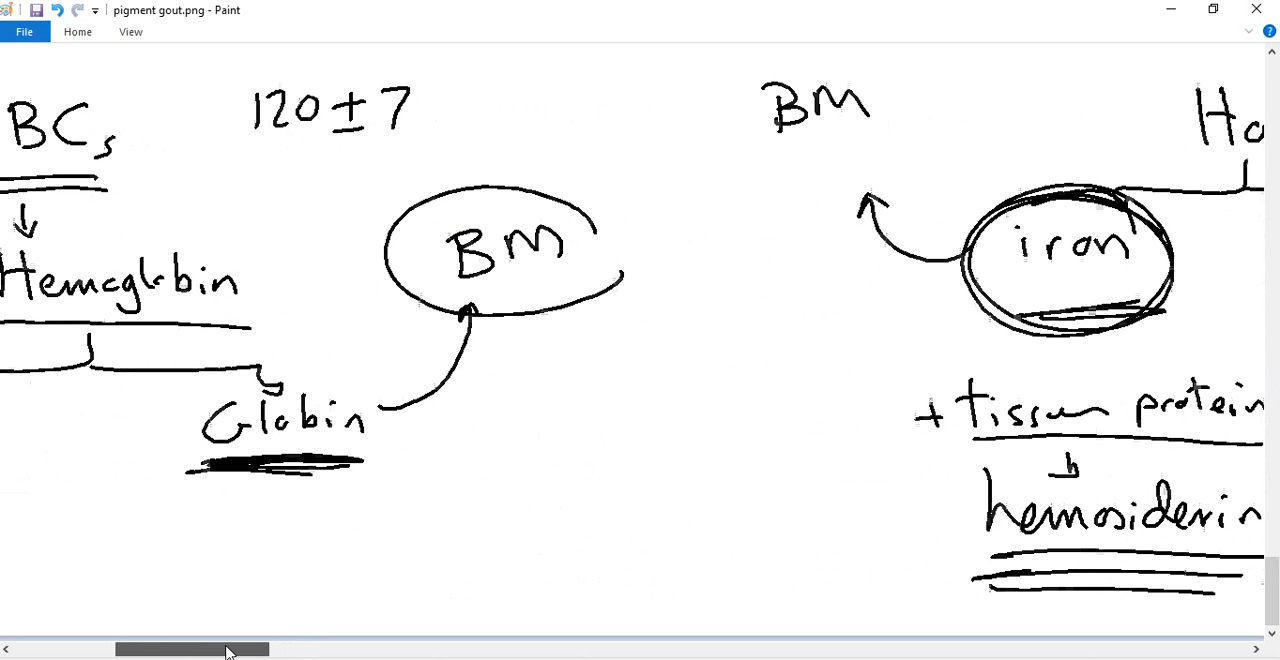 pigment gout.png - Paint
File Home View
BCs 120 ± 7 BM
BM iron
Hemoglobin
Globin + tissue protein
hemosiderin